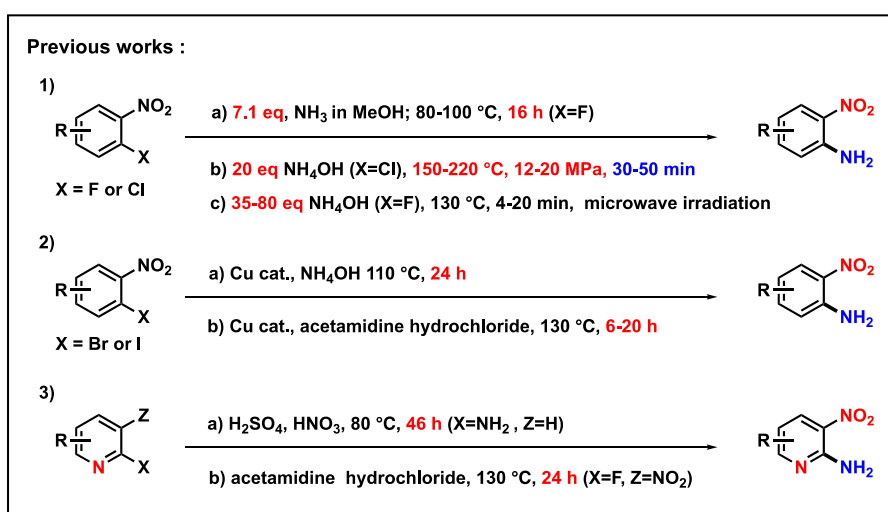 Previous works :
1)
R
NO2
X
X = F or Cl
a) 7.1 eq, NH3 in MeOH; 80-100 °C, 16 h (X=F)
b) 20 eq NH4OH (X=Cl), 150-220 °C, 12-20 MPa, 30-50 min
c) 35-80 eq NH4OH (X=F), 130 °C, 4-20 min, microwave irradiation
R
NO2
NH2
2)
R
NO2
X
X = Br or I
a) Cu cat., NH4OH 110 °C, 24 h
b) Cu cat., acetamidine hydrochloride, 130 °C, 6-20 h
R
NO2
NH2
3)
R
Z
N
X
a) H2SO4, HNO3, 80 °C, 46 h (X=NH2 , Z=H)
b) acetamidine hydrochloride, 130 °C, 24 h (X=F, Z=NO2)
R
NO2
N
NH2